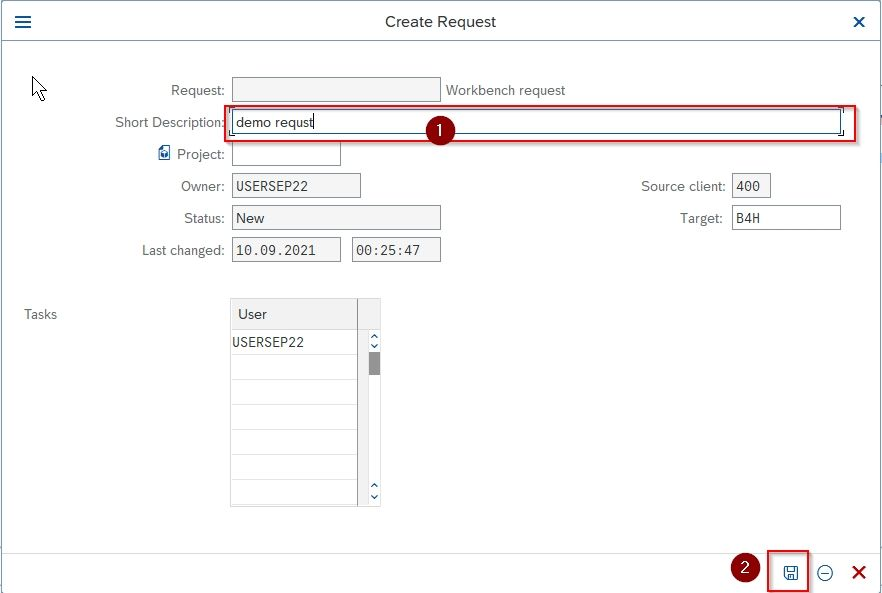 Create Request
Request: Workbench request
Short Description: demo requst
1
Project:
Owner: USERSEP22 Source client: 400
Status: New Target: B4H
Last changed: 10.09.2021 00:25:47
Tasks User
USERSEP22
2